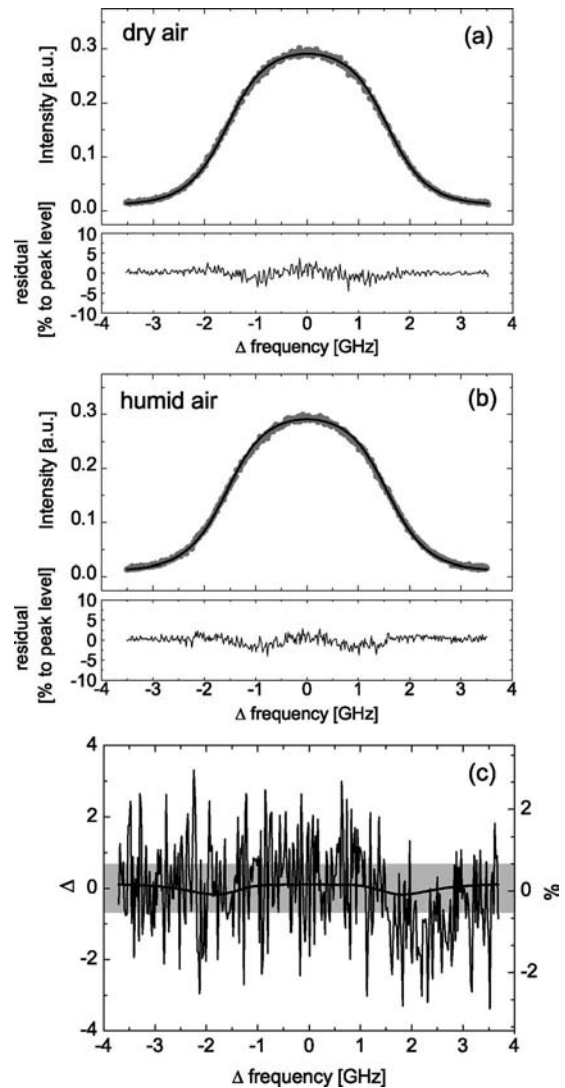 dry air
(a)
Intensity [a.u.]
0.3
0.2
0.1
0.0
residual
[% to peak level]
10
5
0
-5
-10
-4 -3 -2 -1 0 1 2 3 4
Δ frequency [GHz]
humid air
(b)
Intensity [a.u.]
0.3
0.2
0.1
0.0
residual
[% to peak level]
10
5
0
-5
-10
-4 -3 -2 -1 0 1 2 3 4
Δ frequency [GHz]
(c)
Δ
4
2
0
-2
-4
2
0
-2
%
-4 -3 -2 -1 0 1 2 3 4
Δ frequency [GHz]